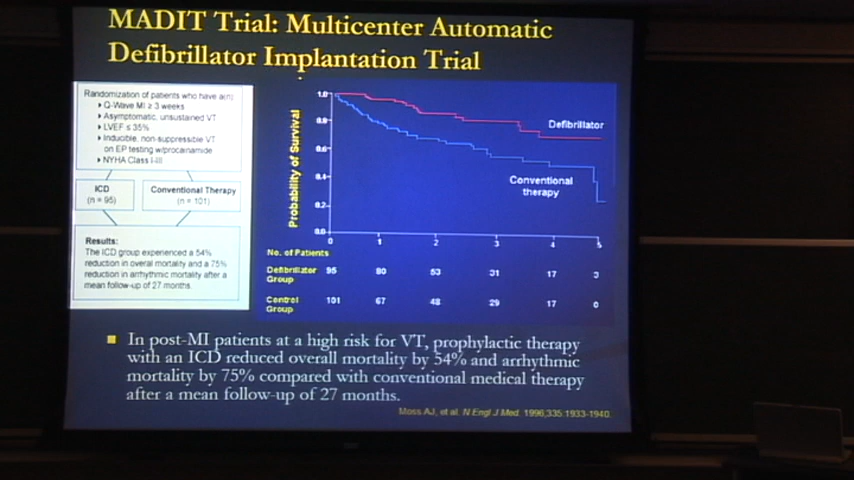 MADIT Trial: Multicenter Automatic
Defibrillator Implantation Trial
Randomization of patients who have a(n):
Q-Wave MI ≥ 3 weeks
Asymptomatic, unsustained VT
LVEF ≤ 35%
Inducible, non-suppressible VT
on EP testing w/procainamide
NYHA Class I-III
ICD
(n = 95)
Conventional Therapy
(n = 101)
Results:
The ICD group experienced a 54%
reduction in overal mortality and a 75%
reduction in arrhythmic mortality after a
mean follow-up of 27 months.
Probability of Survival
1.0
0.8
0.6
0.4
0.2
0.0
Defibrillator
Conventional
therapy
0 1 2 3 4 5
No. of Patients
Defibrillator 95 80 53 31 17 3
Group
Control 101 67 48 29 17 0
Group
In post-MI patients at a high risk for VT, prophylactic therapy
with an ICD reduced overall mortality by 54% and arrhythmic
mortality by 75% compared with conventional medical therapy
after a mean follow-up of 27 months.
Moss AJ, et al. N Engl J Med. 1996;335:1933-1940.